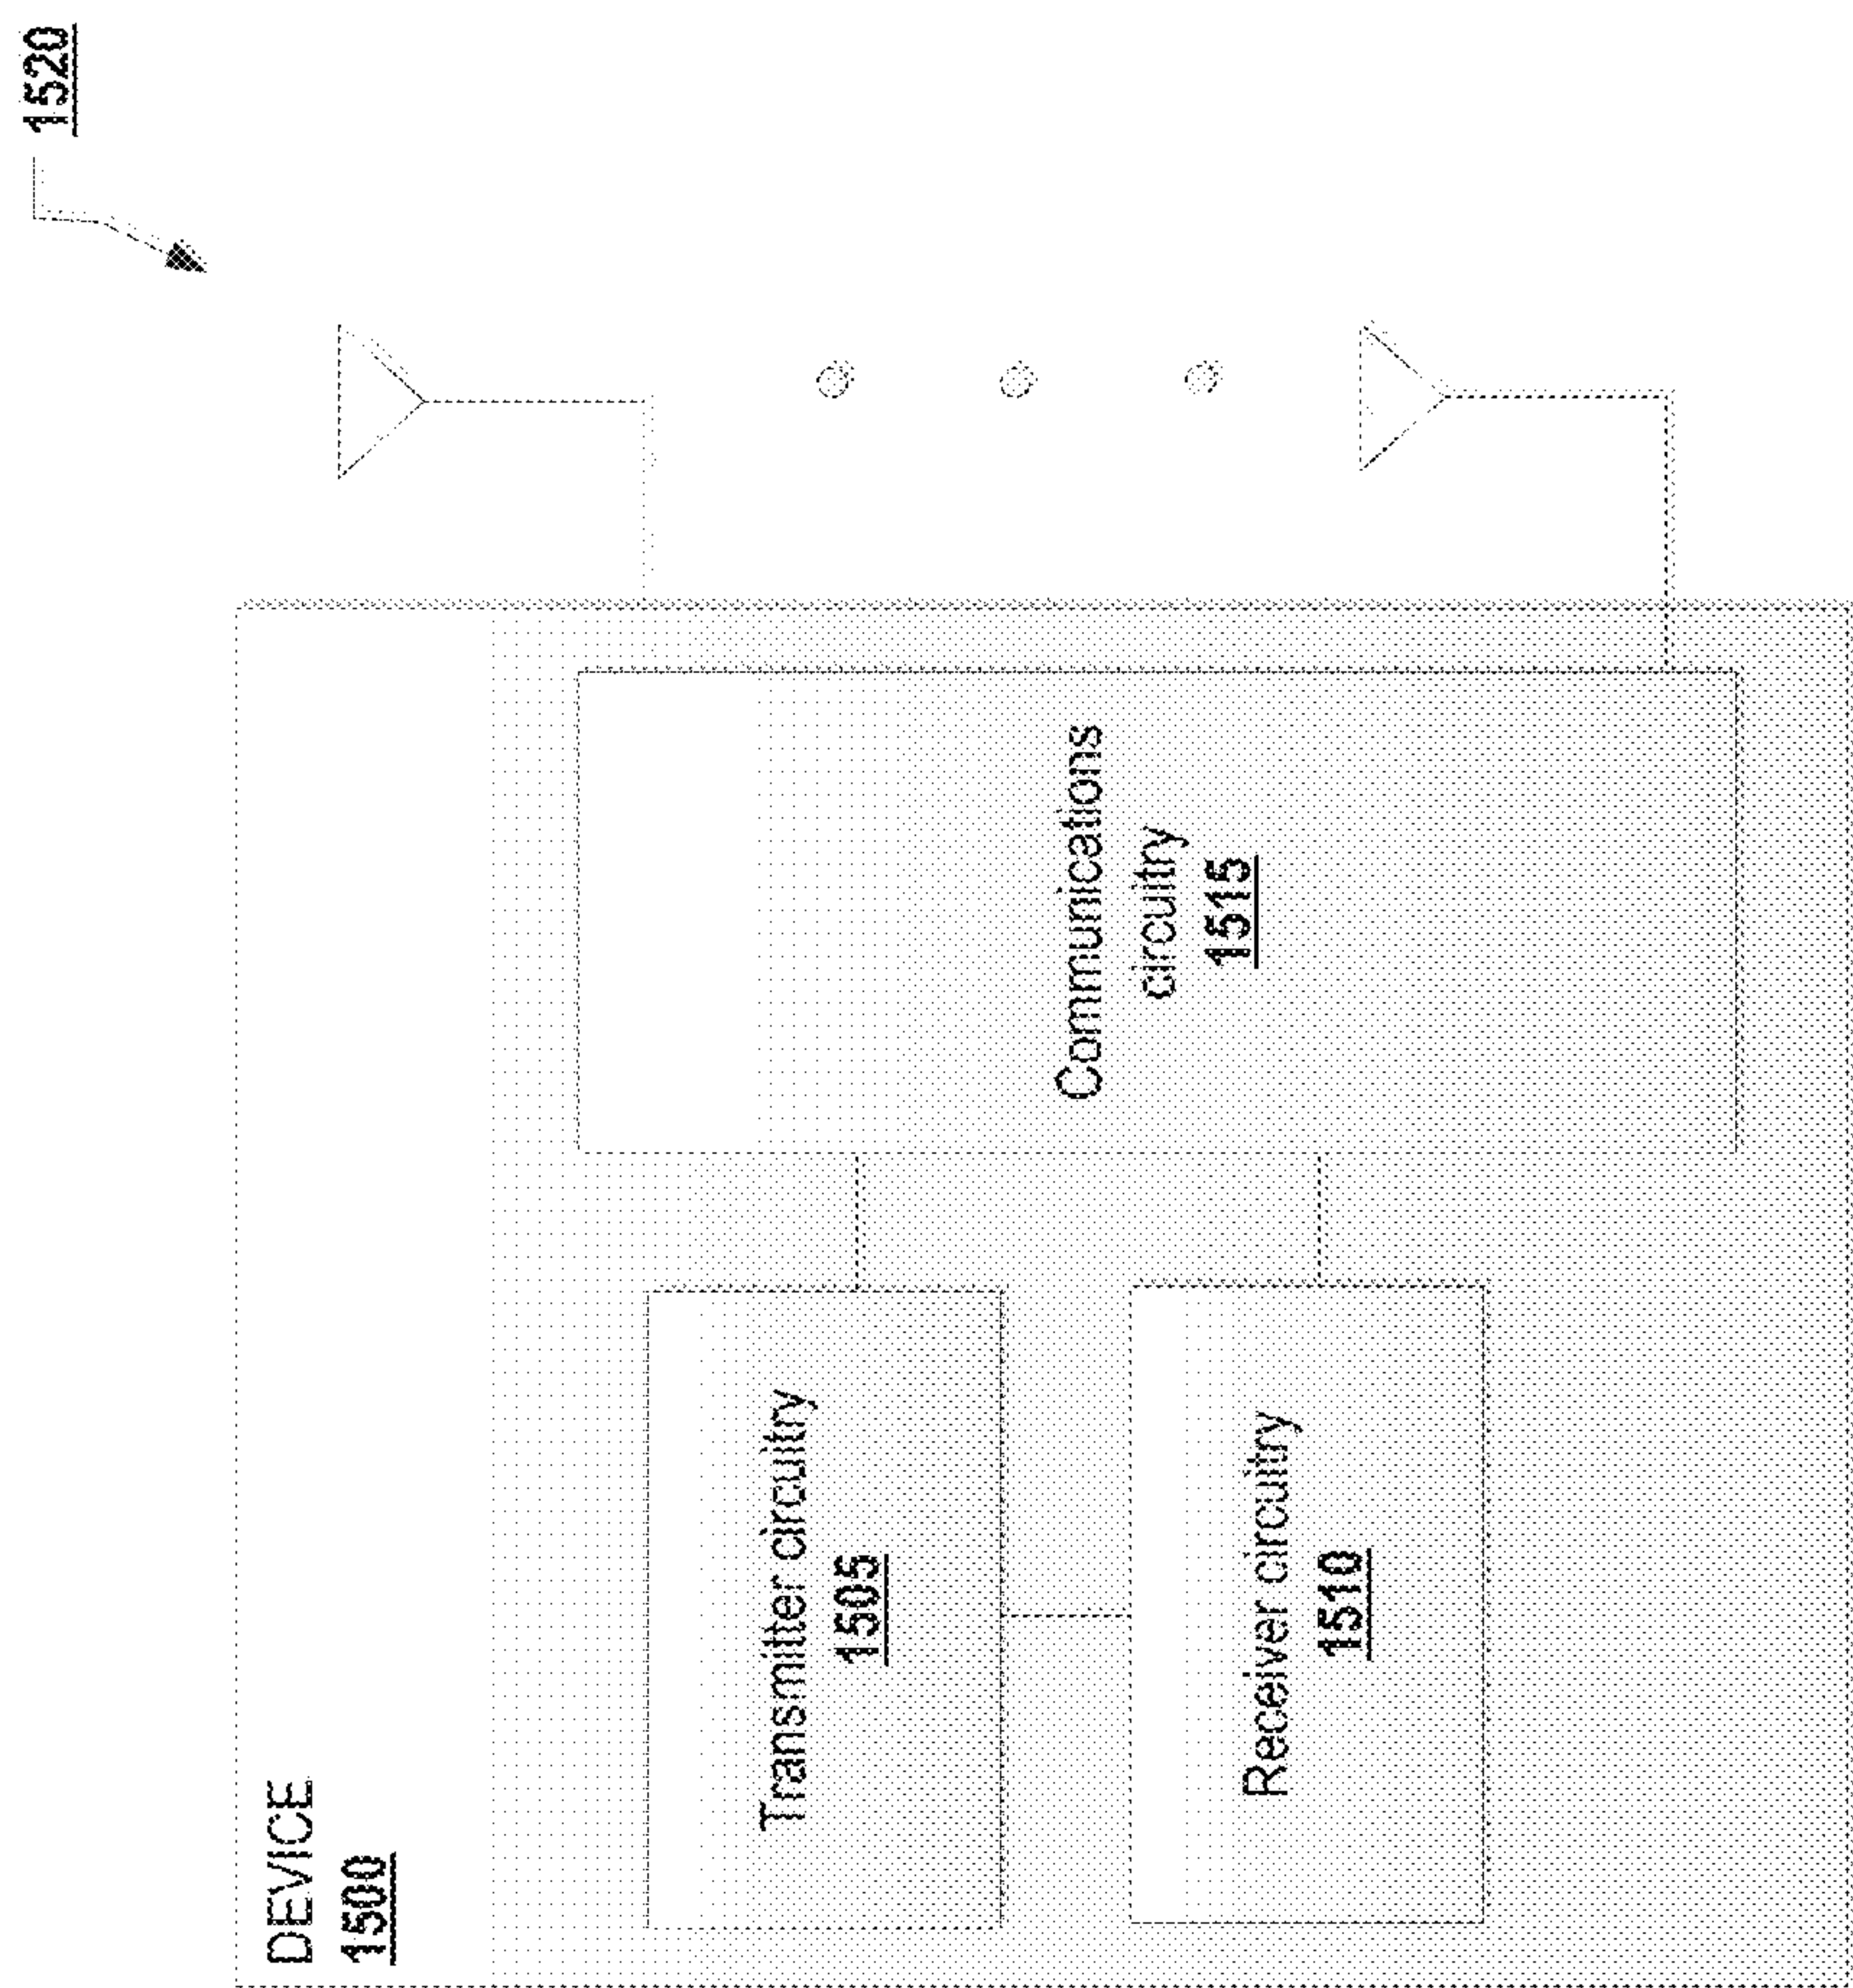 DEVICE
1500
Transmitter circuitry
1505
Receiver circuitry
1510
Communications
circuitry
1515
1520